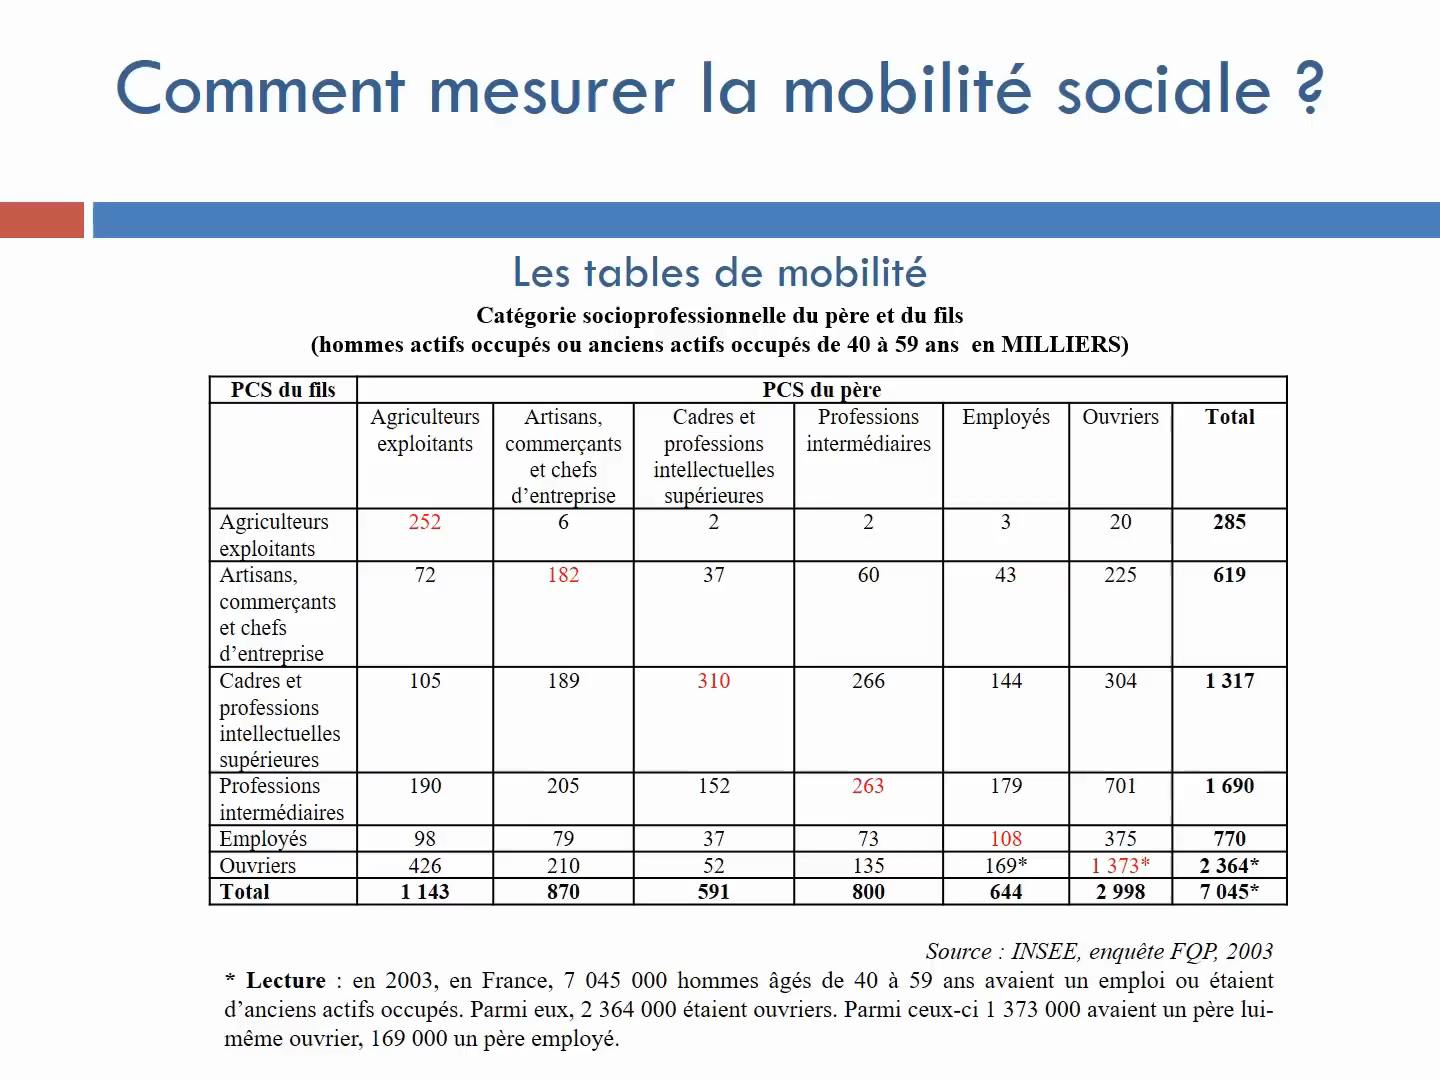 Comment mesurer la mobilité sociale ?
Les tables de mobilité
Catégorie socioprofessionnelle du père et du fils
(hommes actifs occupés ou anciens actifs occupés de 40 à 59 ans en MILLIERS)
PCS du fils PCS du père
Agriculteurs exploitants Artisans, commerçants et chefs d’entreprise Cadres et professions intellectuelles supérieures Professions intermédiaires Employés Ouvriers Total
Agriculteurs exploitants 252 6 2 2 3 20 285
Artisans, commerçants et chefs d’entreprise 72 182 37 60 43 225 619
Cadres et professions intellectuelles supérieures 105 189 310 266 144 304 1 317
Professions intermédiaires 190 205 152 263 179 701 1 690
Employés 98 79 37 73 108 375 770
Ouvriers 426 210 52 135 169* 1 373* 2 364*
Total 1 143 870 591 800 644 2 998 7 045*
Source : INSEE, enquête FQP, 2003
* Lecture : en 2003, en France, 7 045 000 hommes âgés de 40 à 59 ans avaient un emploi ou étaient
d’anciens actifs occupés. Parmi eux, 2 364 000 étaient ouvriers. Parmi ceux-ci 1 373 000 avaient un père lui-
même ouvrier, 169 000 un père employé.